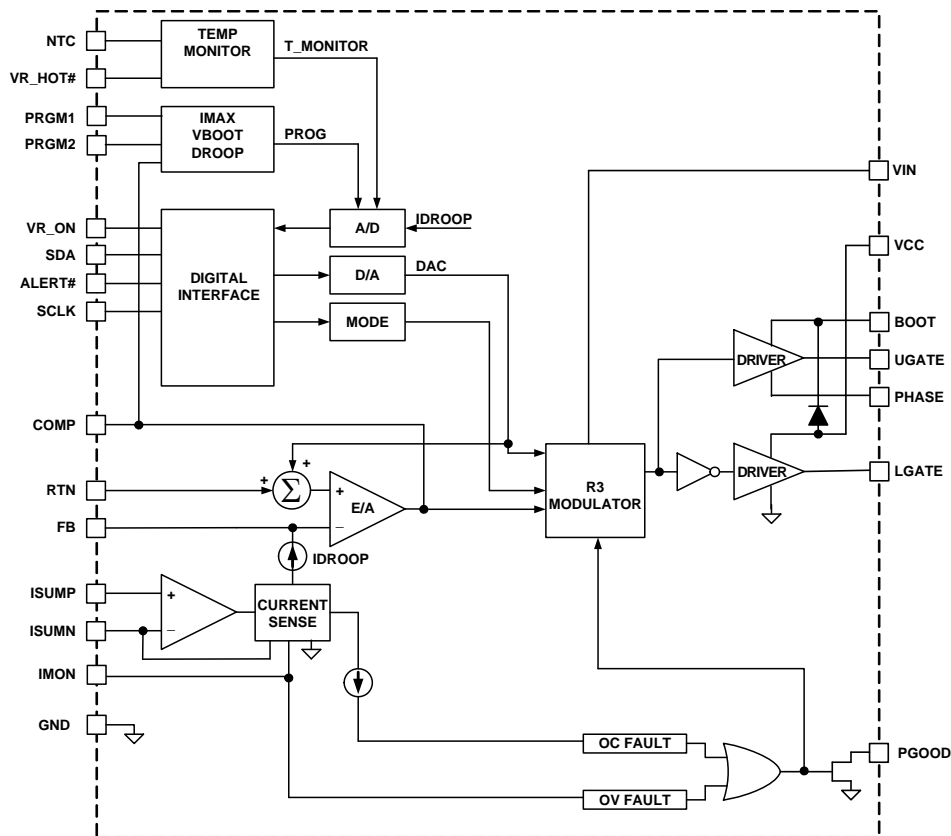 NTC
VR_HOT#
PRGM1
PRGM2
VR_ON
SDA
ALERT#
SCLK
COMP
RTN
FB
ISUMP
ISUMN
IMON
GND
TEMP
MONITOR
T_MONITOR
IMAX
VBOOT
DROOP
PROG
DIGITAL
INTERFACE
A/D
IDROOP
D/A
DAC
MODE
+
+
Σ
+
E/A
−
IDROOP
+
−
CURRENT
SENSE
R3
MODULATOR
DRIVER
DRIVER
OC FAULT
OV FAULT
VIN
VCC
BOOT
UGATE
PHASE
LGATE
PGOOD